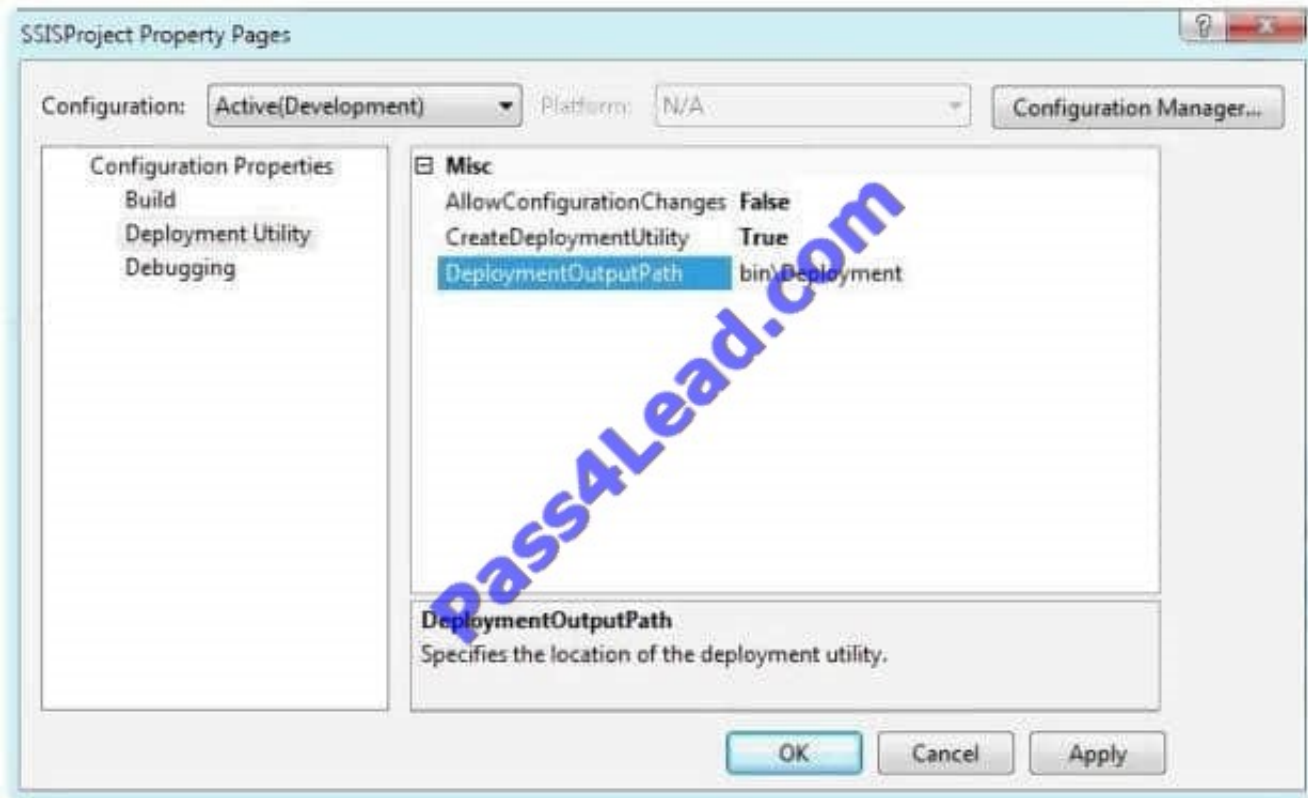 SSISProject Property Pages
?
Configuration: Active(Development) Platform: N/A Configuration Manager...
Configuration Properties
Build
Deployment Utility
Debugging
Misc
AllowConfigurationChanges False
CreateDeploymentUtility True
DeploymentOutputPath bin\Deployment
Pass4Lead.com
DeploymentOutputPath
Specifies the location of the deployment utility.
OK Cancel Apply